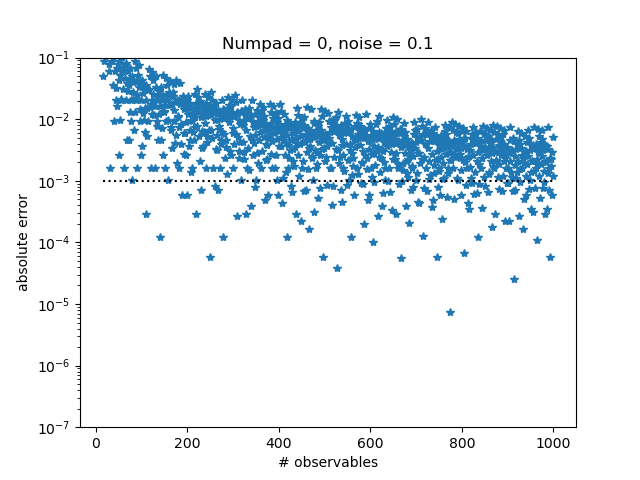 Numpad = 0, noise = 0.1
absolute error
10⁻¹
10⁻²
10⁻³
10⁻⁴
10⁻⁵
10⁻⁶
10⁻⁷
0 200 400 600 800 1000
# observables